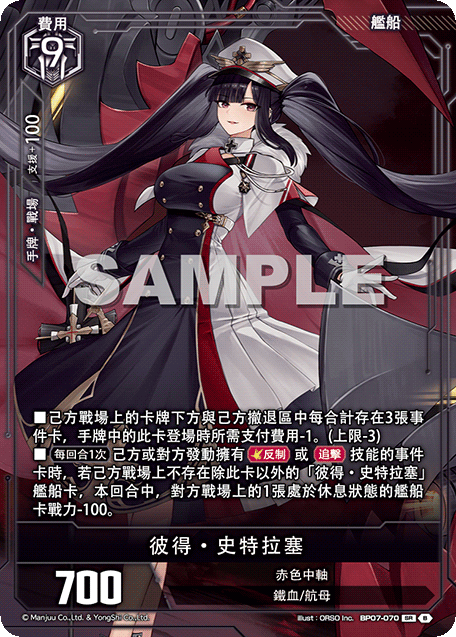 費用
艦船
9
支援+100
手牌・戰場
SAMPLE
■己方戰場上的卡牌下方與己方撤退區中每合計存在3張事
件卡，手牌中的此卡登場時所需支付費用-1。(上限-3)
■每回合1次 己方或對方發動擁有 反制 或 追擊 技能的事件
卡時，若己方戰場上不存在除此卡以外的「彼得・史特拉塞」
艦船卡，本回合中，對方戰場上的1張處於休息狀態的艦船
卡戰力-100。
彼得・史特拉塞
700
赤色中軸
鐵血/航母
© Manjuu Co.,Ltd. & YongShi Co.,Ltd.
illust：ORSO Inc. BP07-070 SR B